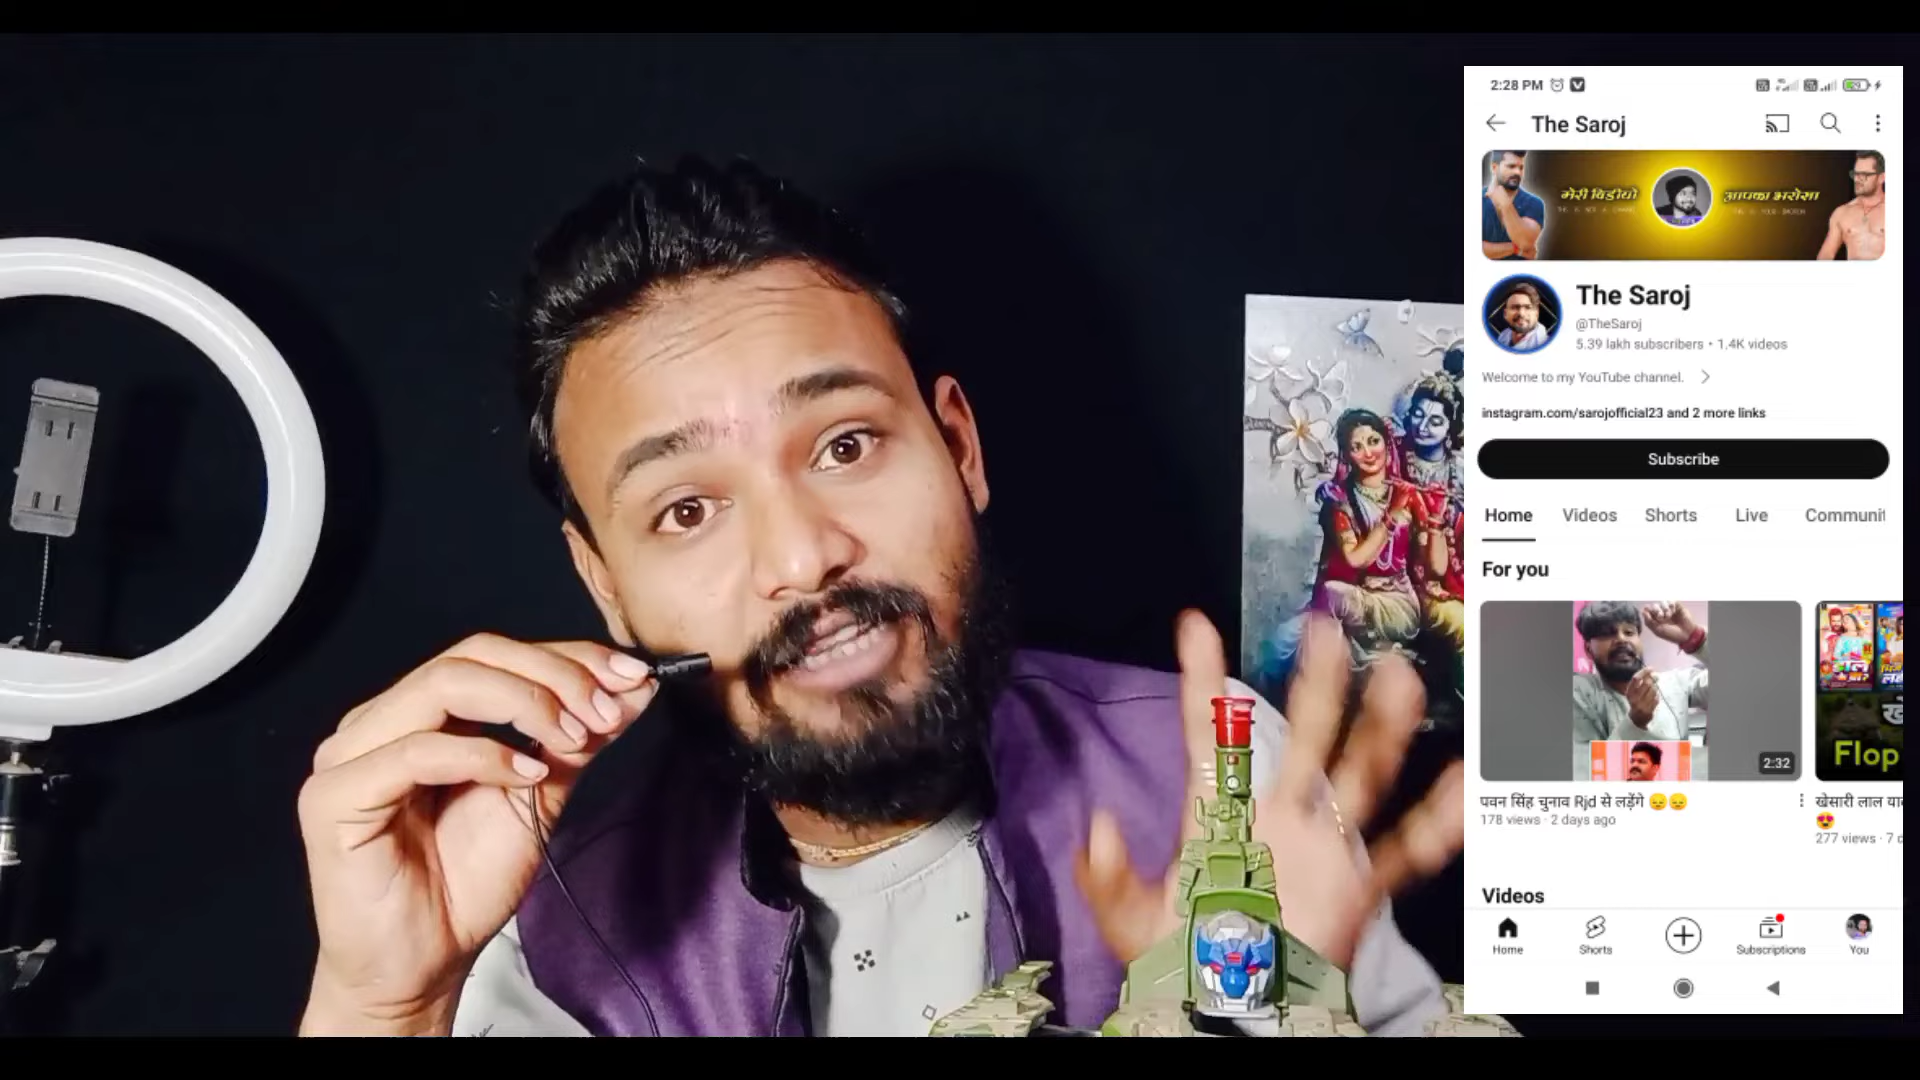 2:28 PM
The Saroj
मेरी विडीयो
आपका भरोसा
The Saroj
@TheSaroj
5.39 lakh subscribers • 1.4K videos
Welcome to my YouTube channel.
instagram.com/sarojofficial23 and 2 more links
Subscribe
Home Videos Shorts Live Communit
For you
2:32
Flop
पवन सिंह चुनाव Rjd से लड़ेंगे 😔😔
178 views · 2 days ago
खेसारी लाल या
😍
277 views · 7 d
Videos
Home Shorts Subscriptions You